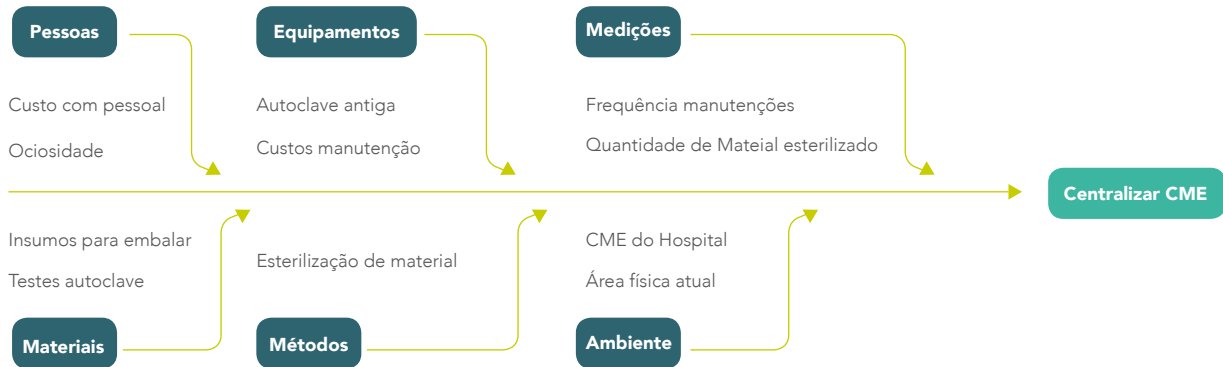 Pessoas
Equipamentos
Medições
Custo com pessoal
Autoclave antiga
Frequência manutenções
Ociosidade
Custos manutenção
Quantidade de Mateial esterilizado
Centralizar CME
Insumos para embalar
Esterilização de material
CME do Hospital
Testes autoclave
Área física atual
Materiais
Métodos
Ambiente